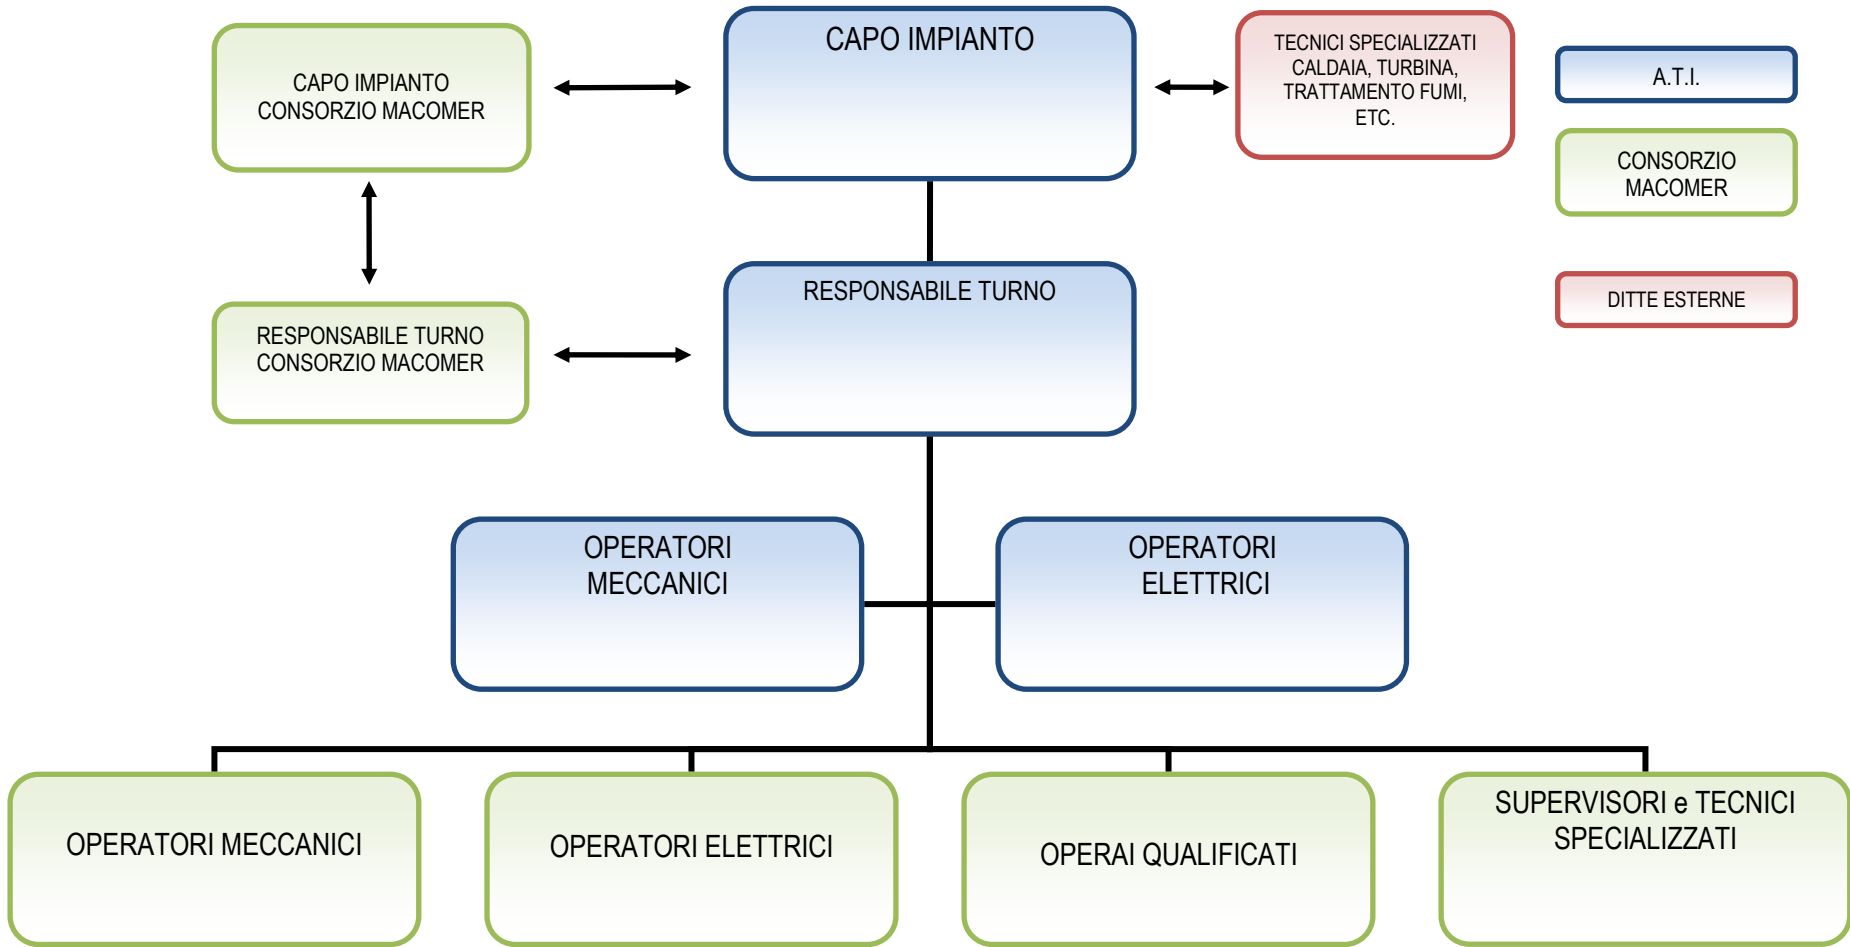 CAPO IMPIANTO
CONSORZIO MACOMER
CAPO IMPIANTO
TECNICI SPECIALIZZATI
CALDAIA, TURBINA,
TRATTAMENTO FUMI,
ETC.
A.T.I.
CONSORZIO
MACOMER
DITTE ESTERNE
RESPONSABILE TURNO
CONSORZIO MACOMER
RESPONSABILE TURNO
OPERATORI
MECCANICI
OPERATORI
ELETTRICI
OPERATORI MECCANICI
OPERATORI ELETTRICI
OPERAI QUALIFICATI
SUPERVISORI e TECNICI
SPECIALIZZATI